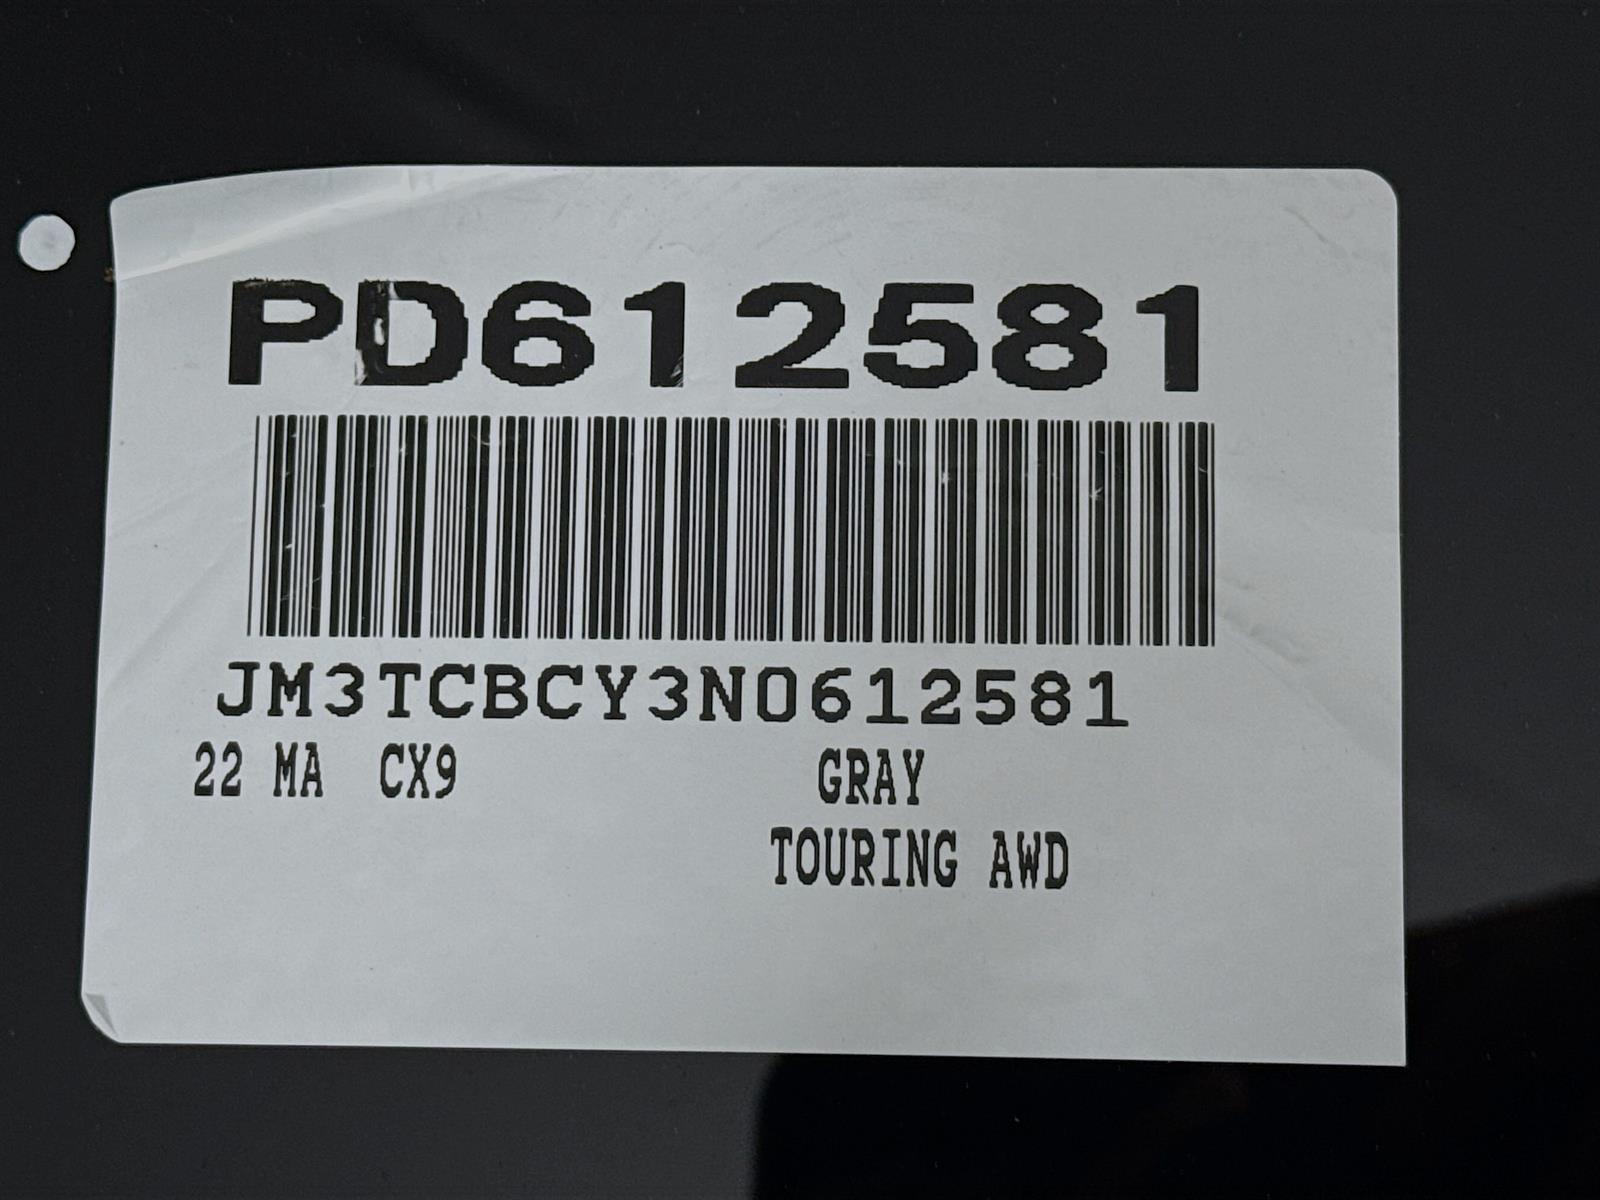 PD612581
JM3TCBCY3N0612581
22 MA CX9 GRAY
TOURING AWD